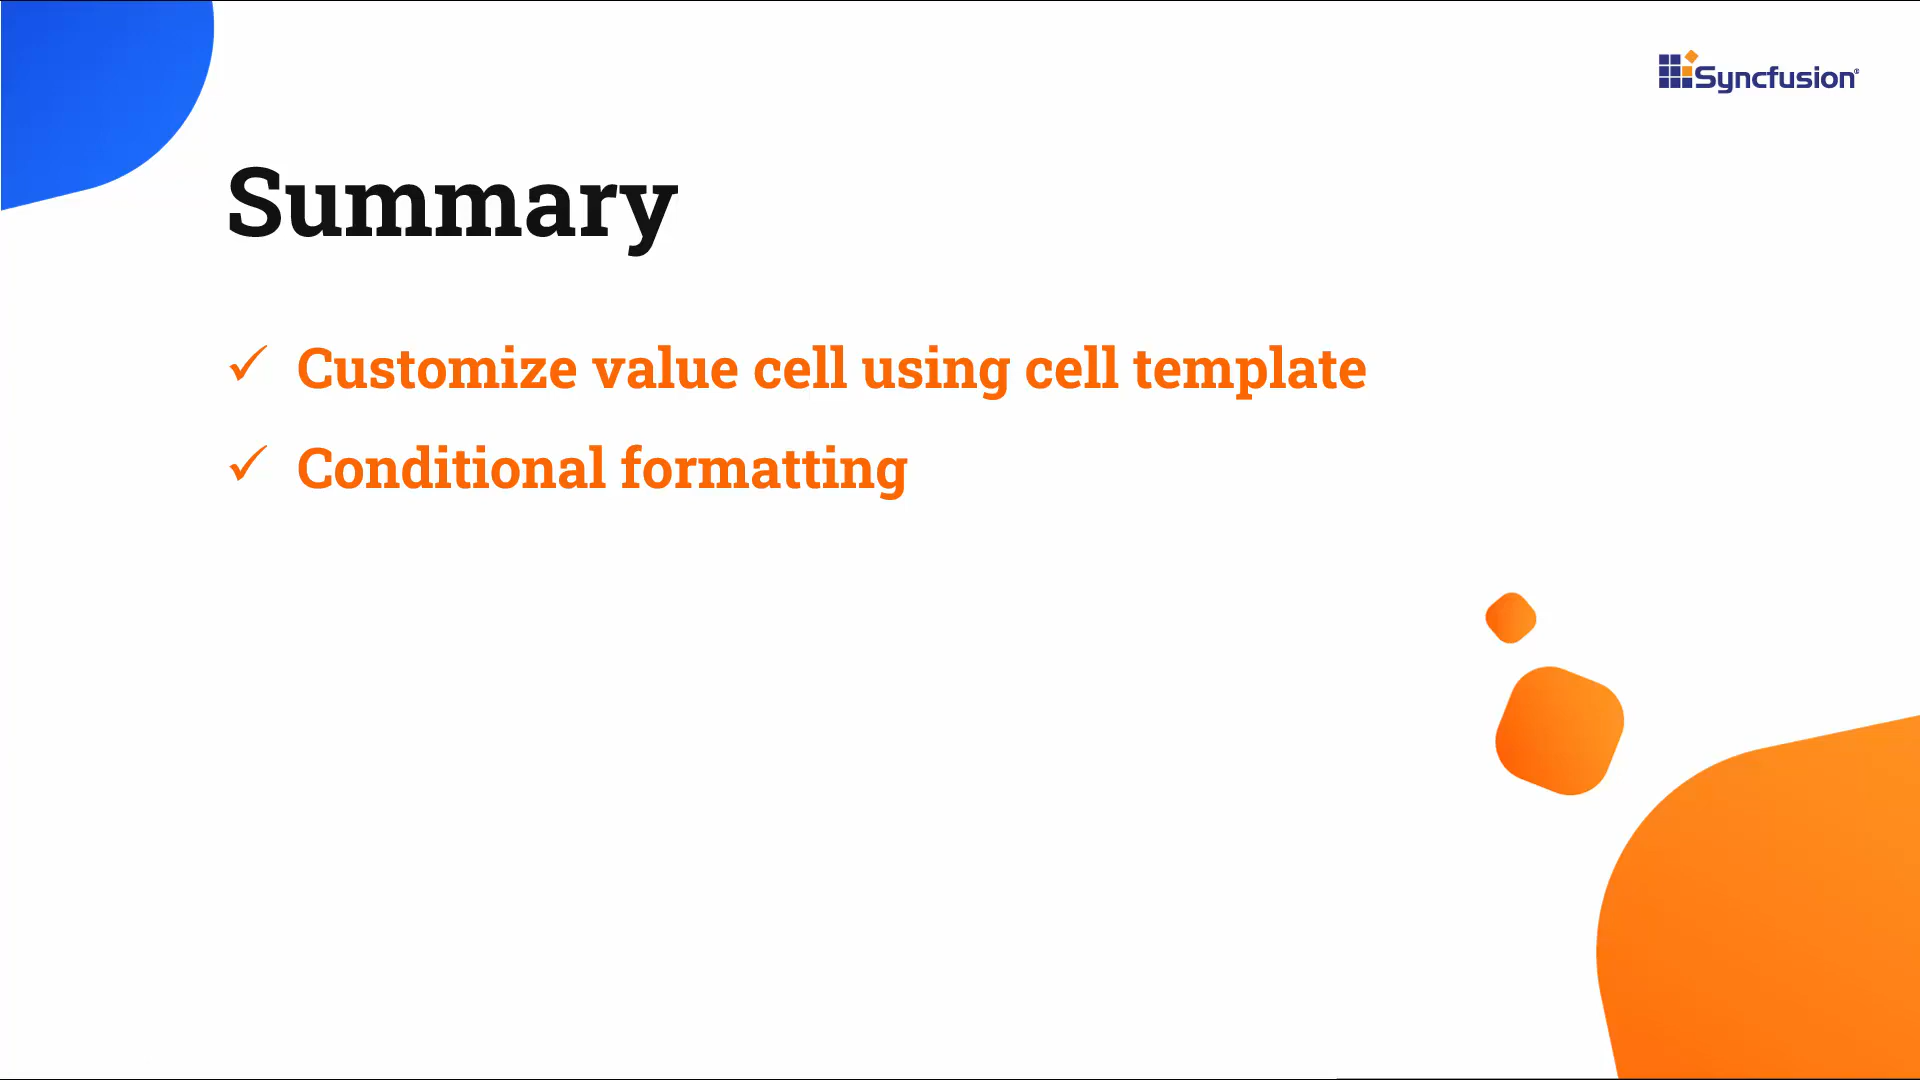 Syncfusion®
Summary
✓ Customize value cell using cell template
✓ Conditional formatting